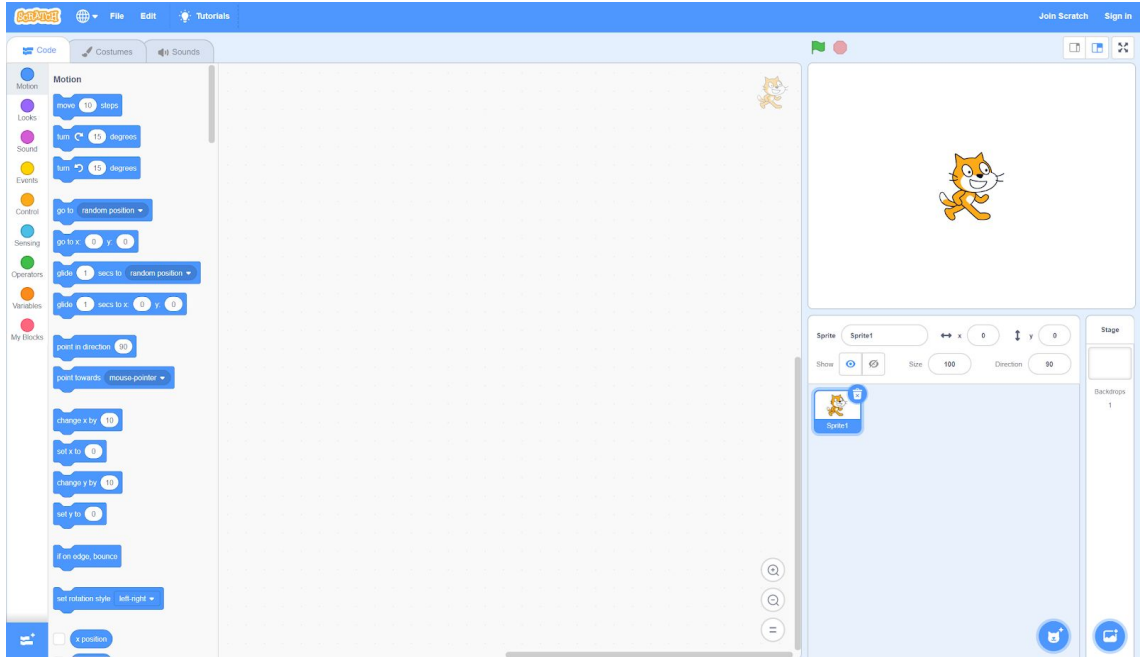 SCRATCH File Edit Tutorials Join Scratch Sign in
Code Costumes Sounds
Motion
Looks
Sound
Events
Control
Sensing
Operators
Variables
My Blocks
Motion
move 10 steps
turn 15 degrees
turn 15 degrees
go to random position
go to x: 0 y: 0
glide 1 secs to random position
glide 1 secs to x: 0 y: 0
point in direction 90
point towards mouse-pointer
change x by 10
set x to 0
change y by 10
set y to 0
if on edge, bounce
set rotation style left-right
x position
Sprite Sprite1 x 0 y 0
Show Size 100 Direction 90
Sprite1
Stage
Backdrops
1